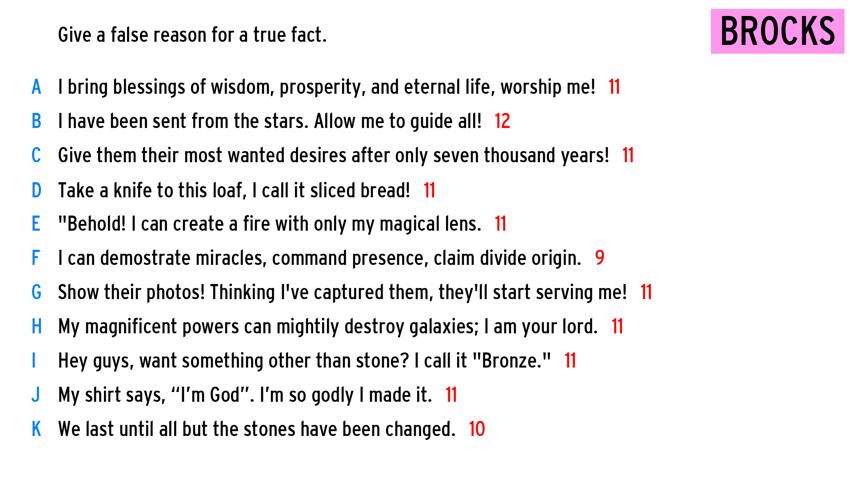 Give a false reason for a true fact.
BROCKS
A I bring blessings of wisdom, prosperity, and eternal life, worship me! 11
B I have been sent from the stars. Allow me to guide all! 12
C Give them their most wanted desires after only seven thousand years! 11
D Take a knife to this loaf, I call it sliced bread! 11
E "Behold! I can create a fire with only my magical lens. 11
F I can demostrate miracles, command presence, claim divide origin. 9
G Show their photos! Thinking I've captured them, they'll start serving me! 11
H My magnificent powers can mightily destroy galaxies; I am your lord. 11
I Hey guys, want something other than stone? I call it "Bronze." 11
J My shirt says, “I'm God”. I'm so godly I made it. 11
K We last until all but the stones have been changed. 10